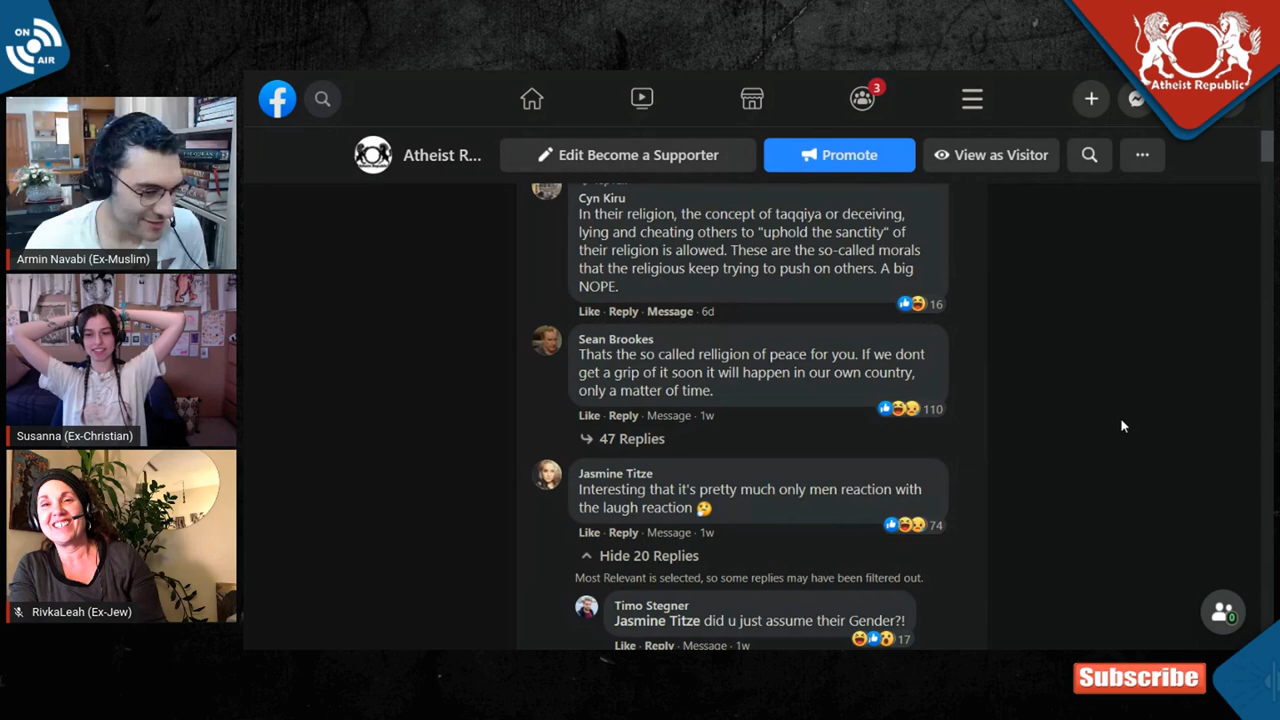 ON
AIR
Atheist Republic
3
Atheist R...
Edit Become a Supporter
Promote
View as Visitor
Armin Navabi (Ex-Muslim)
Susanna (Ex-Christian)
RivkaLeah (Ex-Jew)
Cyn Kiru
In their religion, the concept of taqqiya or deceiving,
lying and cheating others to "uphold the sanctity" of
their religion is allowed. These are the so-called morals
that the religious keep trying to push on others. A big
NOPE.
16
Like · Reply · Message · 6d
Sean Brookes
Thats the so called relligion of peace for you. If we dont
get a grip of it soon it will happen in our own country,
only a matter of time.
110
Like · Reply · Message · 1w
47 Replies
Jasmine Titze
Interesting that it's pretty much only men reaction with
the laugh reaction 🤔
74
Like · Reply · Message · 1w
Hide 20 Replies
Most Relevant is selected, so some replies may have been filtered out.
Timo Stegner
Jasmine Titze did u just assume their Gender?!
17
Like · Reply · Message · 1w
0
Subscribe